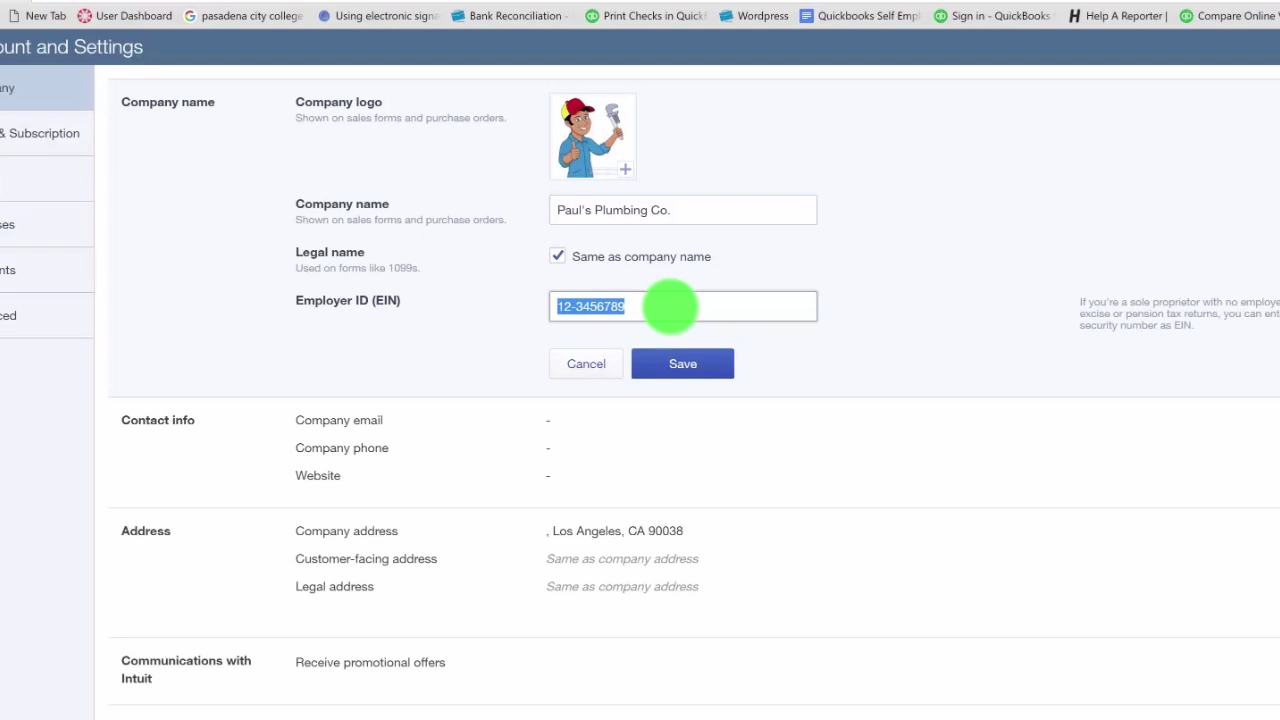 New Tab User Dashboard pasadena city college Using electronic signa Bank Reconciliation - Print Checks in Quickl Wordpress Quickbooks Self Empl Sign in - QuickBooks Help A Reporter | Compare Online
ount and Settings
ny
& Subscription
ses
nts
ced
Company name
Company logo
Shown on sales forms and purchase orders.
Company name
Shown on sales forms and purchase orders.
Paul's Plumbing Co.
Legal name
Used on forms like 1099s.
Same as company name
Employer ID (EIN)
12-3456789
If you're a sole proprietor with no employe
excise or pension tax returns, you can ent
security number as EIN.
Cancel Save
Contact info
Company email -
Company phone -
Website -
Address
Company address , Los Angeles, CA 90038
Customer-facing address Same as company address
Legal address Same as company address
Communications with
Intuit
Receive promotional offers